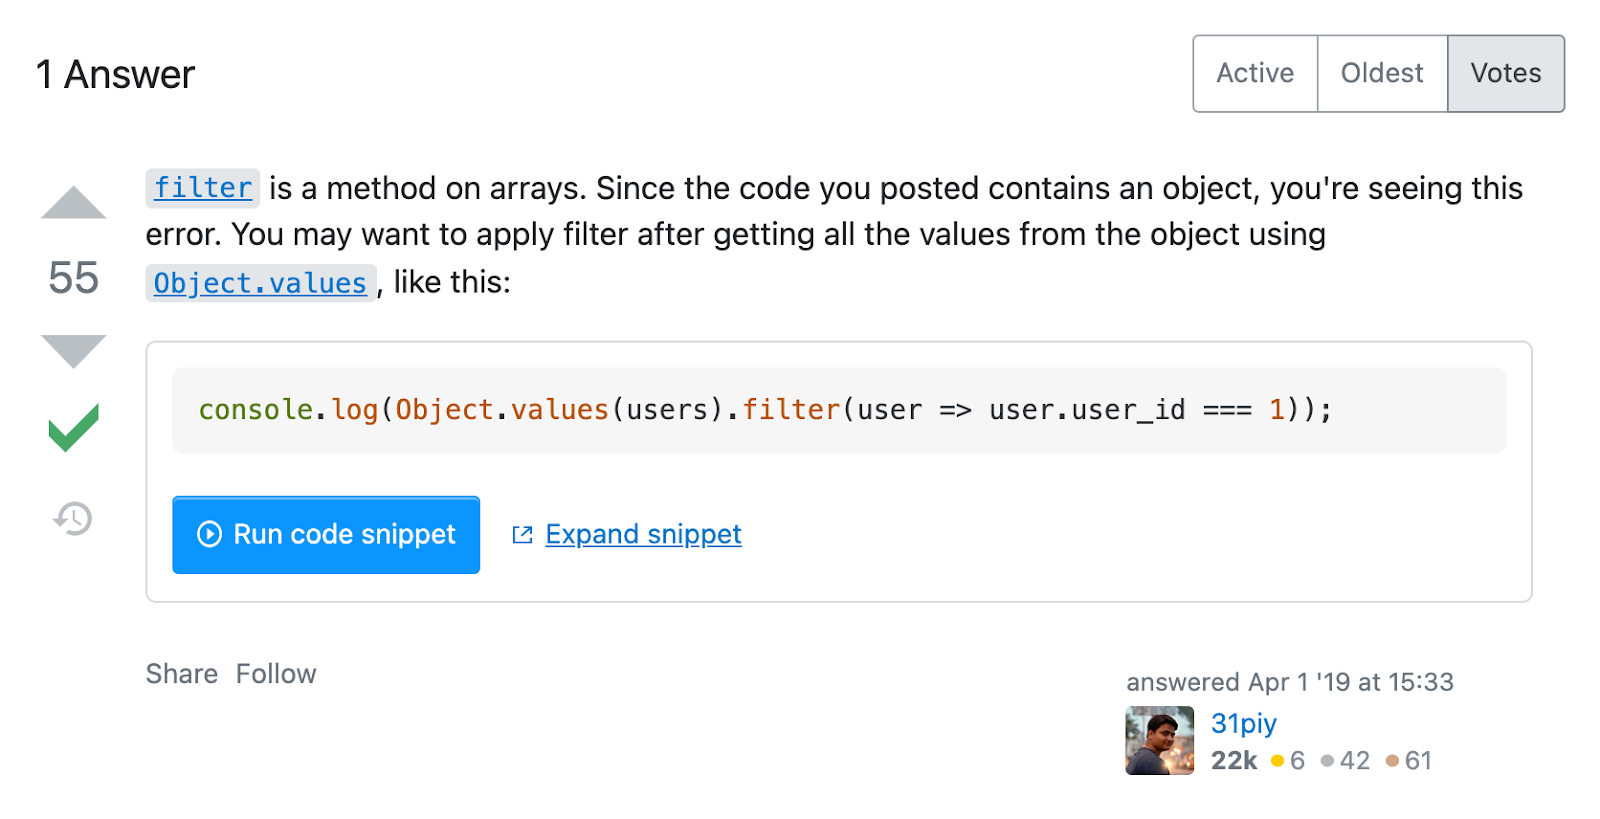 1 Answer
Active Oldest Votes
filter is a method on arrays. Since the code you posted contains an object, you're seeing this
error. You may want to apply filter after getting all the values from the object using
Object.values, like this:
55
console.log(Object.values(users).filter(user => user.user_id === 1));
Run code snippet Expand snippet
Share Follow
answered Apr 1 '19 at 15:33
31piy
22k 6 42 61